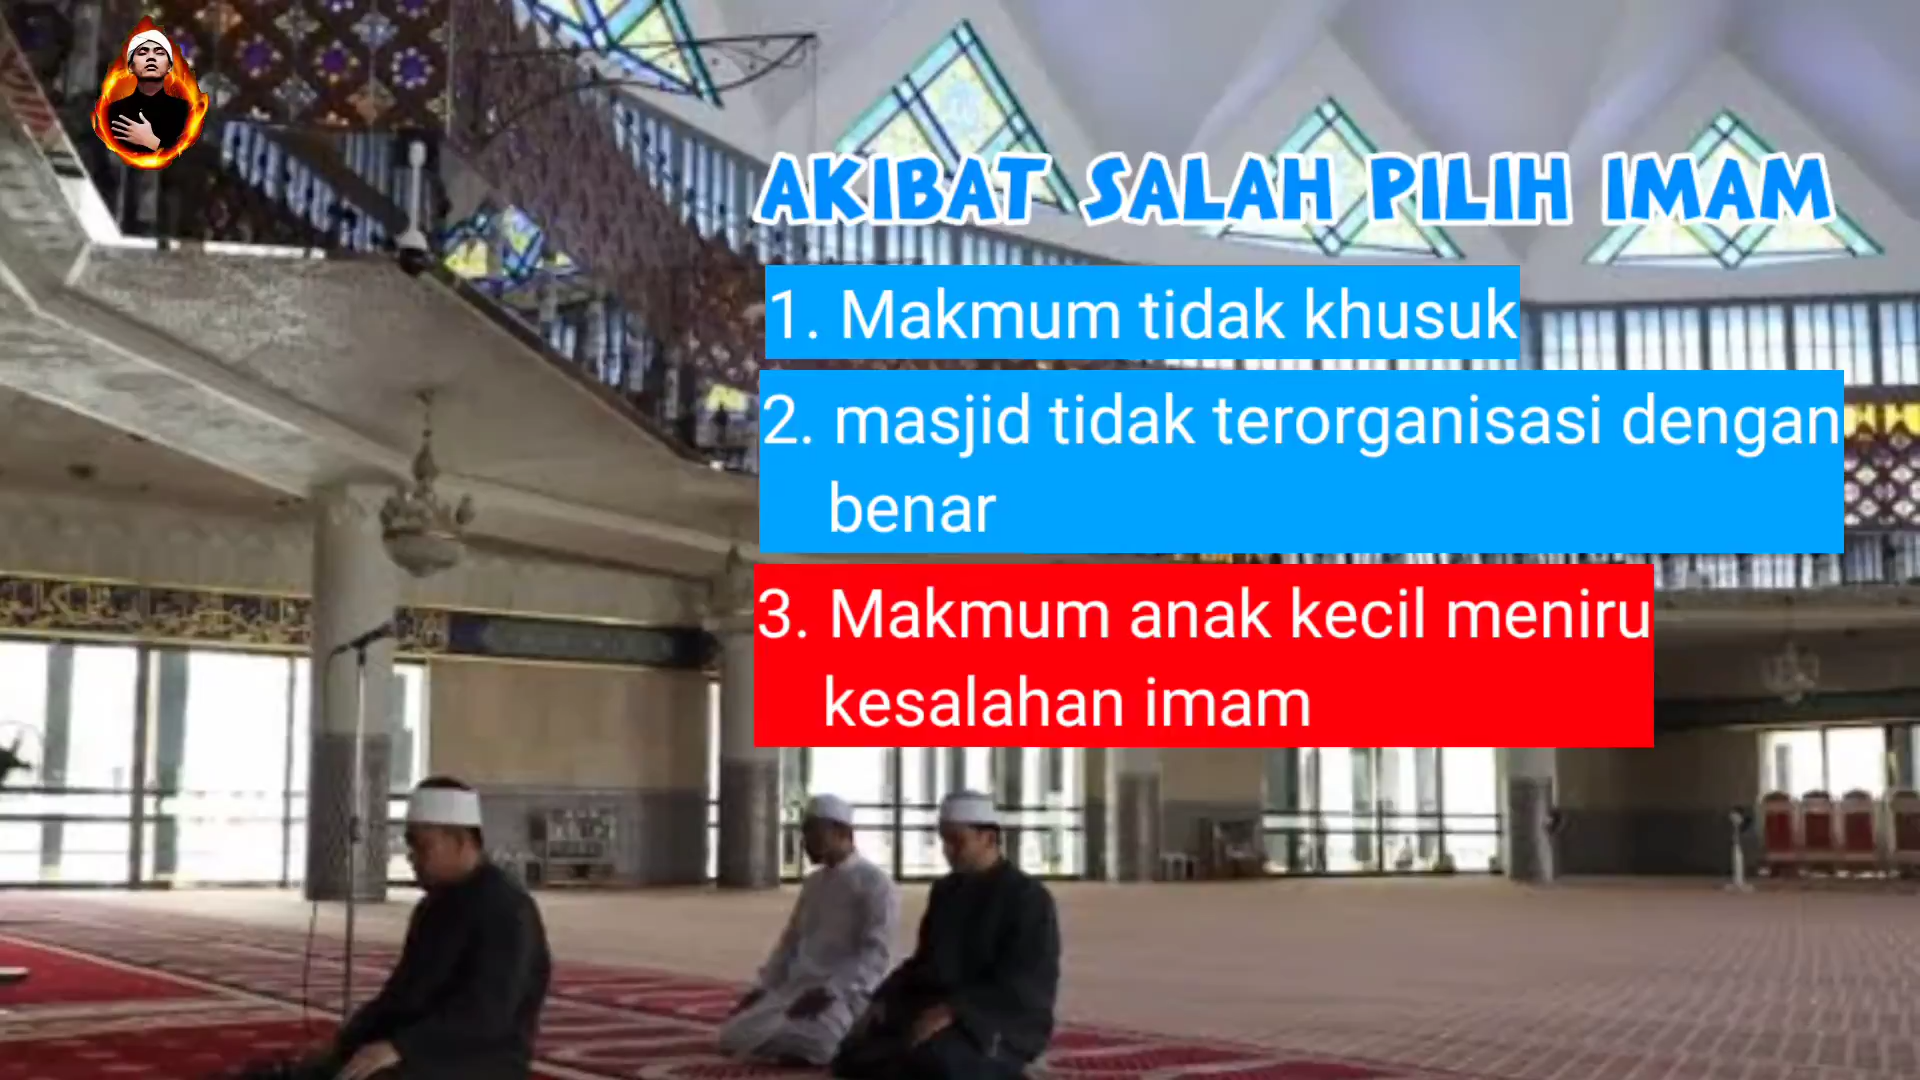 AKIBAT SALAH PILIH IMAM
1. Makmum tidak khusuk
2. masjid tidak terorganisasi dengan
benar
3. Makmum anak kecil meniru
kesalahan imam